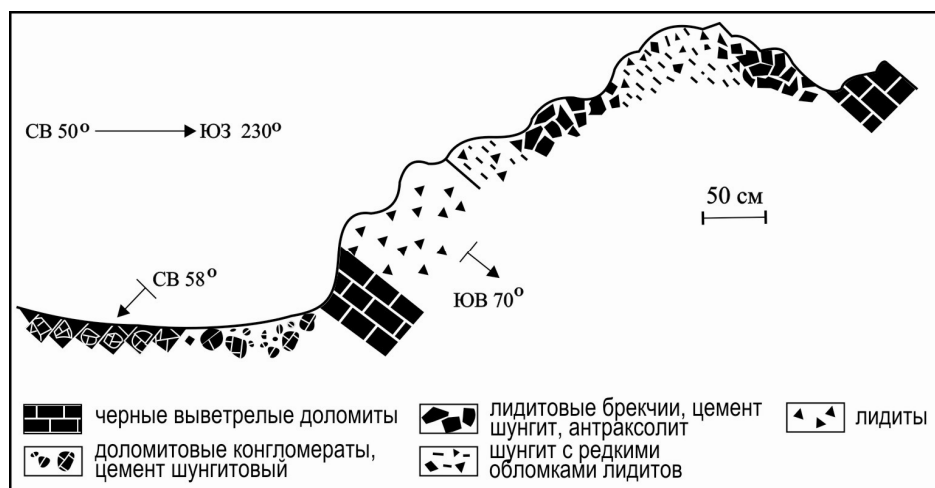 СВ 50° ЮЗ 230°
50 см
СВ 58°
ЮВ 70°
черные выветрелые доломиты
доломитовые конгломераты,
цемент шунгитовый
лидитовые брекчии, цемент
шунгит, антраксолит
шунгит с редкими
обломками лидитов
лидиты